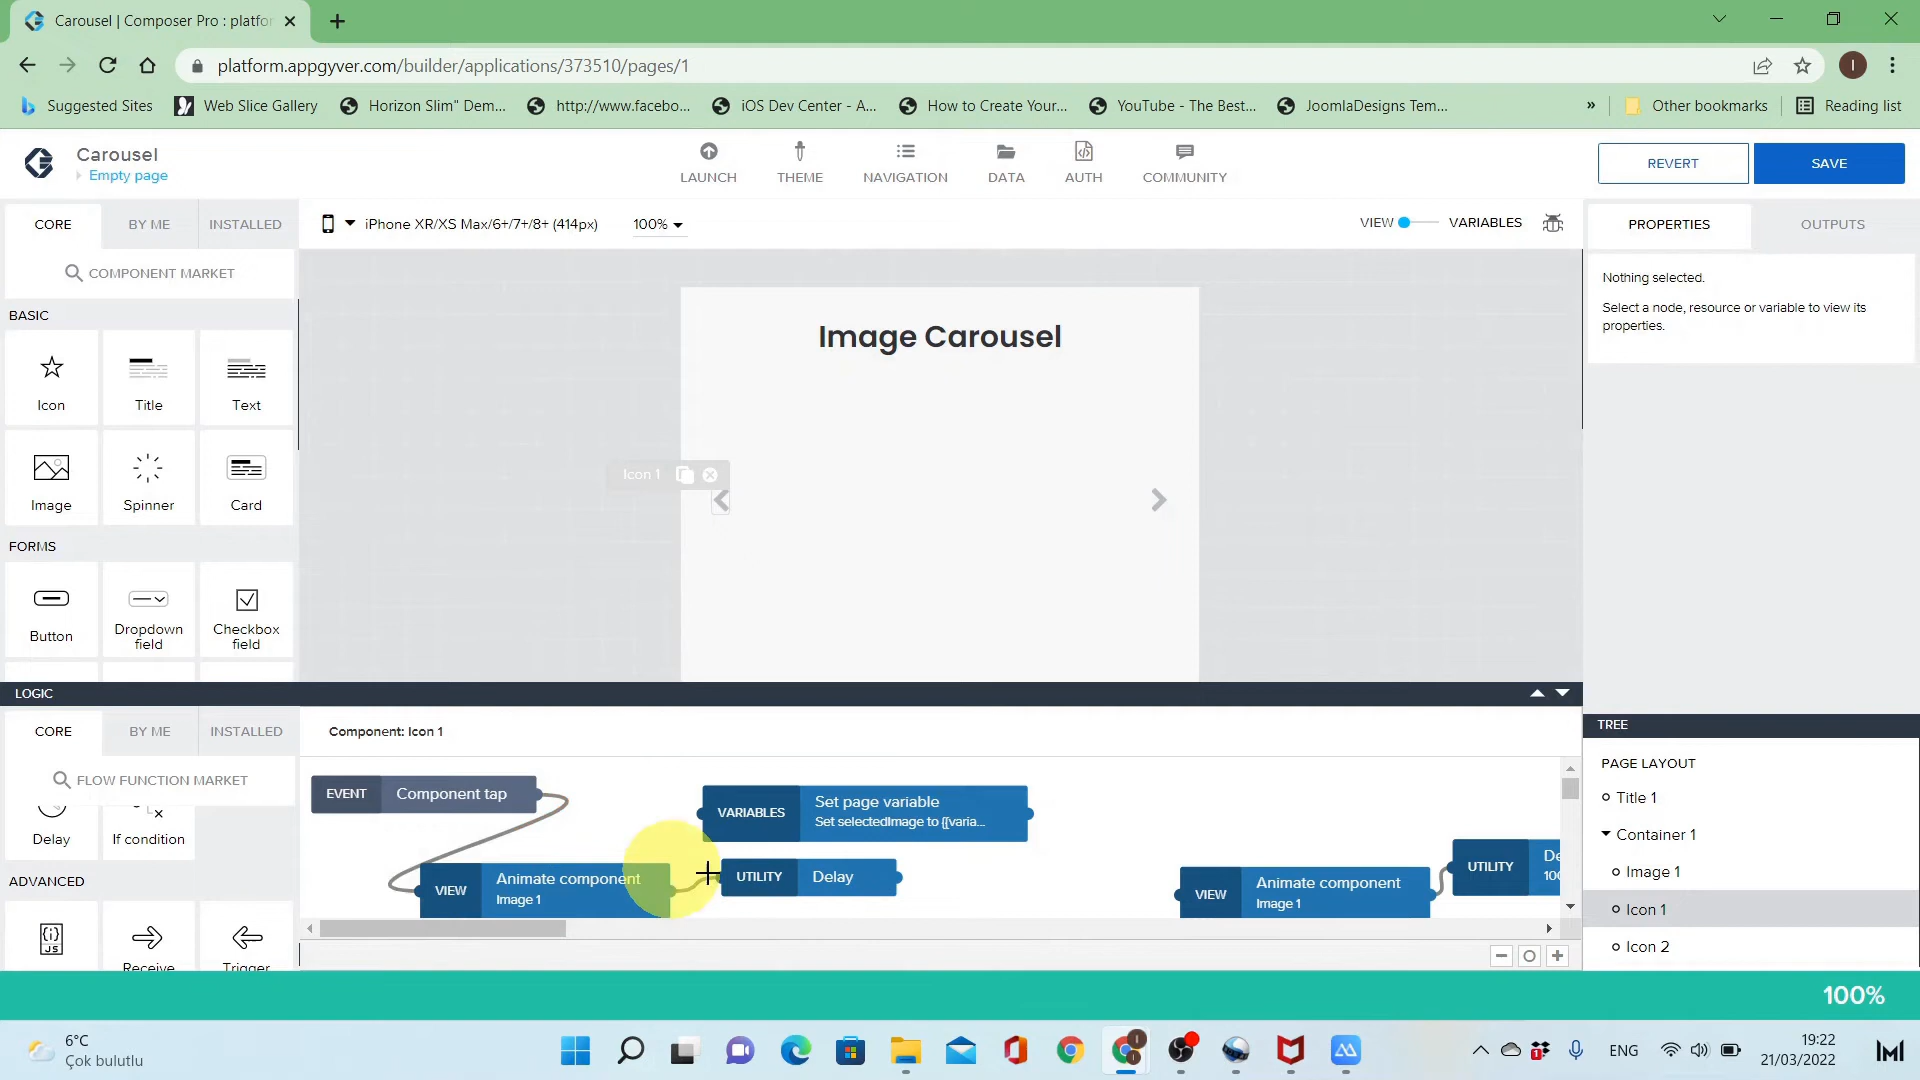 Carousel | Composer Pro : platfor
platform.appgyver.com/builder/applications/373510/pages/1
I
Suggested Sites
Web Slice Gallery
Horizon Slim" Dem...
http://www.facebo...
iOS Dev Center - A...
How to Create Your...
YouTube - The Best...
JoomlaDesigns Tem...
»
Other bookmarks
Reading list
Carousel
Empty page
LAUNCH
THEME
NAVIGATION
DATA
AUTH
COMMUNITY
REVERT
SAVE
CORE
BY ME
INSTALLED
iPhone XR/XS Max/6+/7+/8+ (414px)
100%
VIEW
VARIABLES
PROPERTIES
OUTPUTS
COMPONENT MARKET
Nothing selected.
Select a node, resource or variable to view its
properties.
BASIC
Icon
Title
Text
Image
Spinner
Card
FORMS
Button
Dropdown
field
Checkbox
field
Image Carousel
Icon 1
LOGIC
CORE
BY ME
INSTALLED
Component: Icon 1
FLOW FUNCTION MARKET
Delay
If condition
ADVANCED
JS
Receive
Trigger
EVENT
Component tap
VARIABLES
Set page variable
Set selectedImage to {{varia...
VIEW
Animate component
Image 1
UTILITY
Delay
VIEW
Animate component
Image 1
UTILITY
De
100
TREE
PAGE LAYOUT
Title 1
Container 1
Image 1
Icon 1
Icon 2
100%
6°C
Çok bulutlu
ENG
19:22
21/03/2022